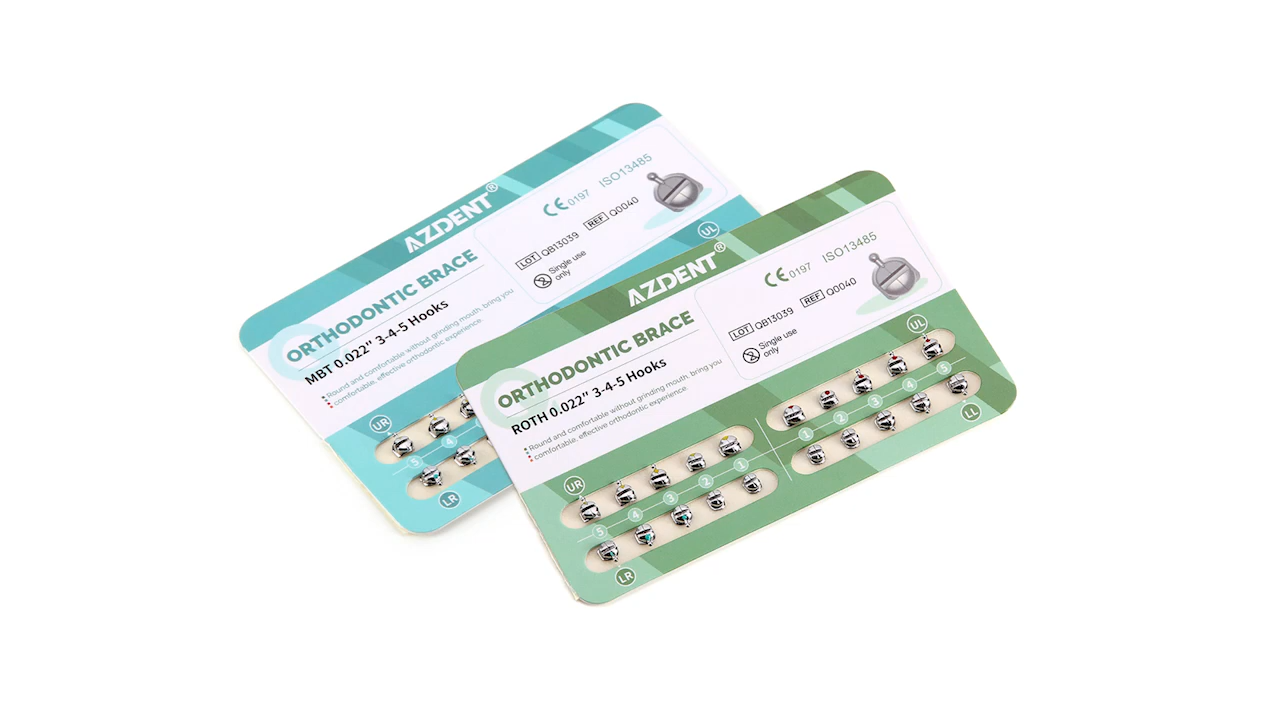 AZDENT®
CE 0197 ISO13485
LOT QB13039 REF Q0040
Single use
only
ORTHODONTIC BRACE
MBT 0.022" 3-4-5 Hooks
Round and comfortable without grinding mouth, bring you
comfortable, effective orthodontic experience.
UR
UL
5 4
LR
AZDENT®
CE 0197 ISO13485
LOT QB13039 REF Q0040
Single use
only
ORTHODONTIC BRACE
ROTH 0.022" 3-4-5 Hooks
Round and comfortable without grinding mouth, bring you
comfortable, effective orthodontic experience.
UR
UL
5 4 3 2 1 1 2 3 4 5
LR
LL